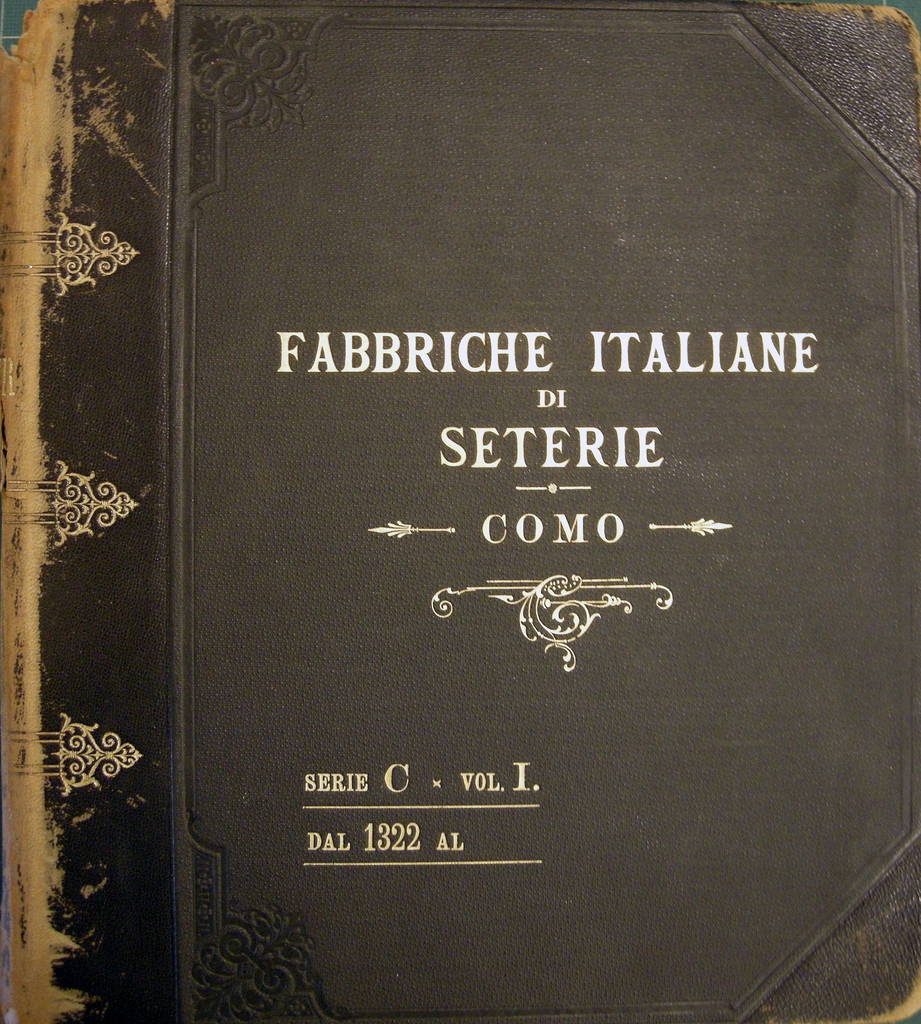 FABBRICHE ITALIANE
DI
SETERIE
COMO
SERIE C × VOL. I.
DAL 1322 AL